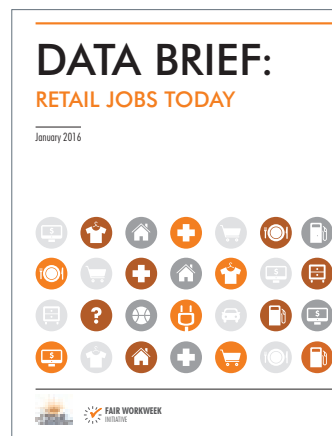 DATA BRIEF:
RETAIL JOBS TODAY
January 2016
$
$
?
$
$
FAIR WORKWEEK
INITIATIVE